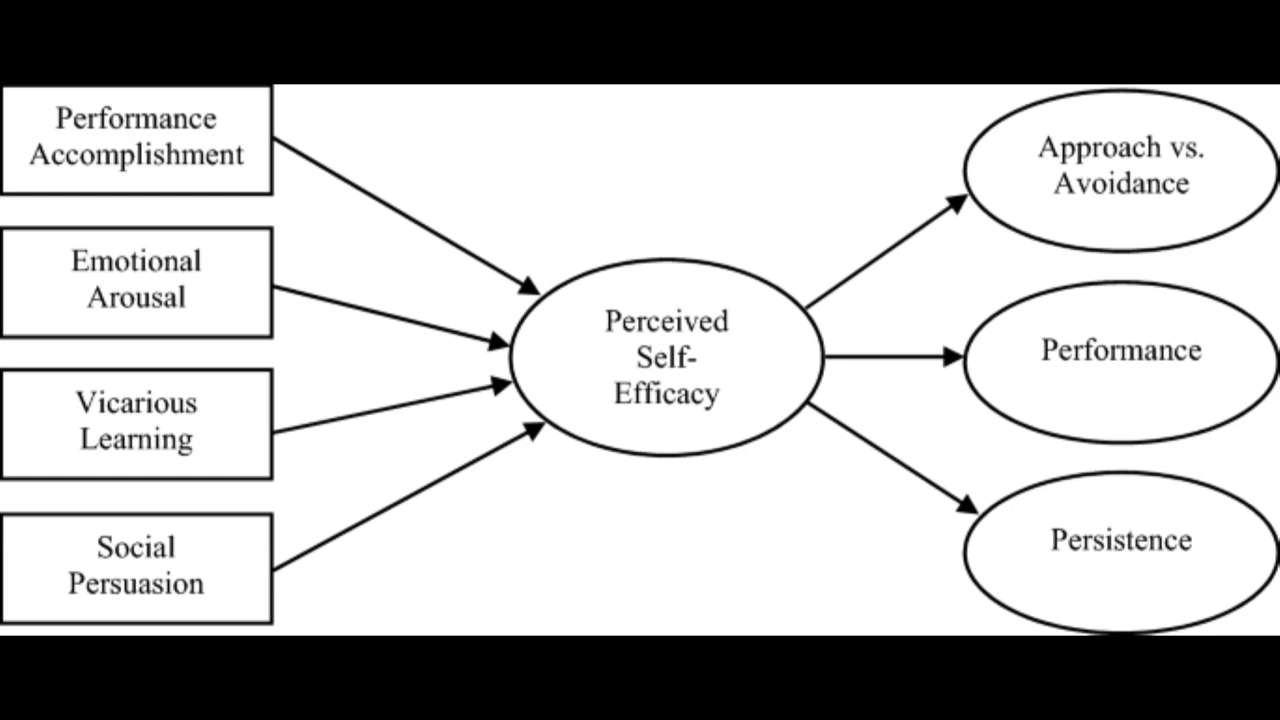 Performance
Accomplishment
Emotional
Arousal
Vicarious
Learning
Social
Persuasion
Perceived
Self-
Efficacy
Approach vs.
Avoidance
Performance
Persistence